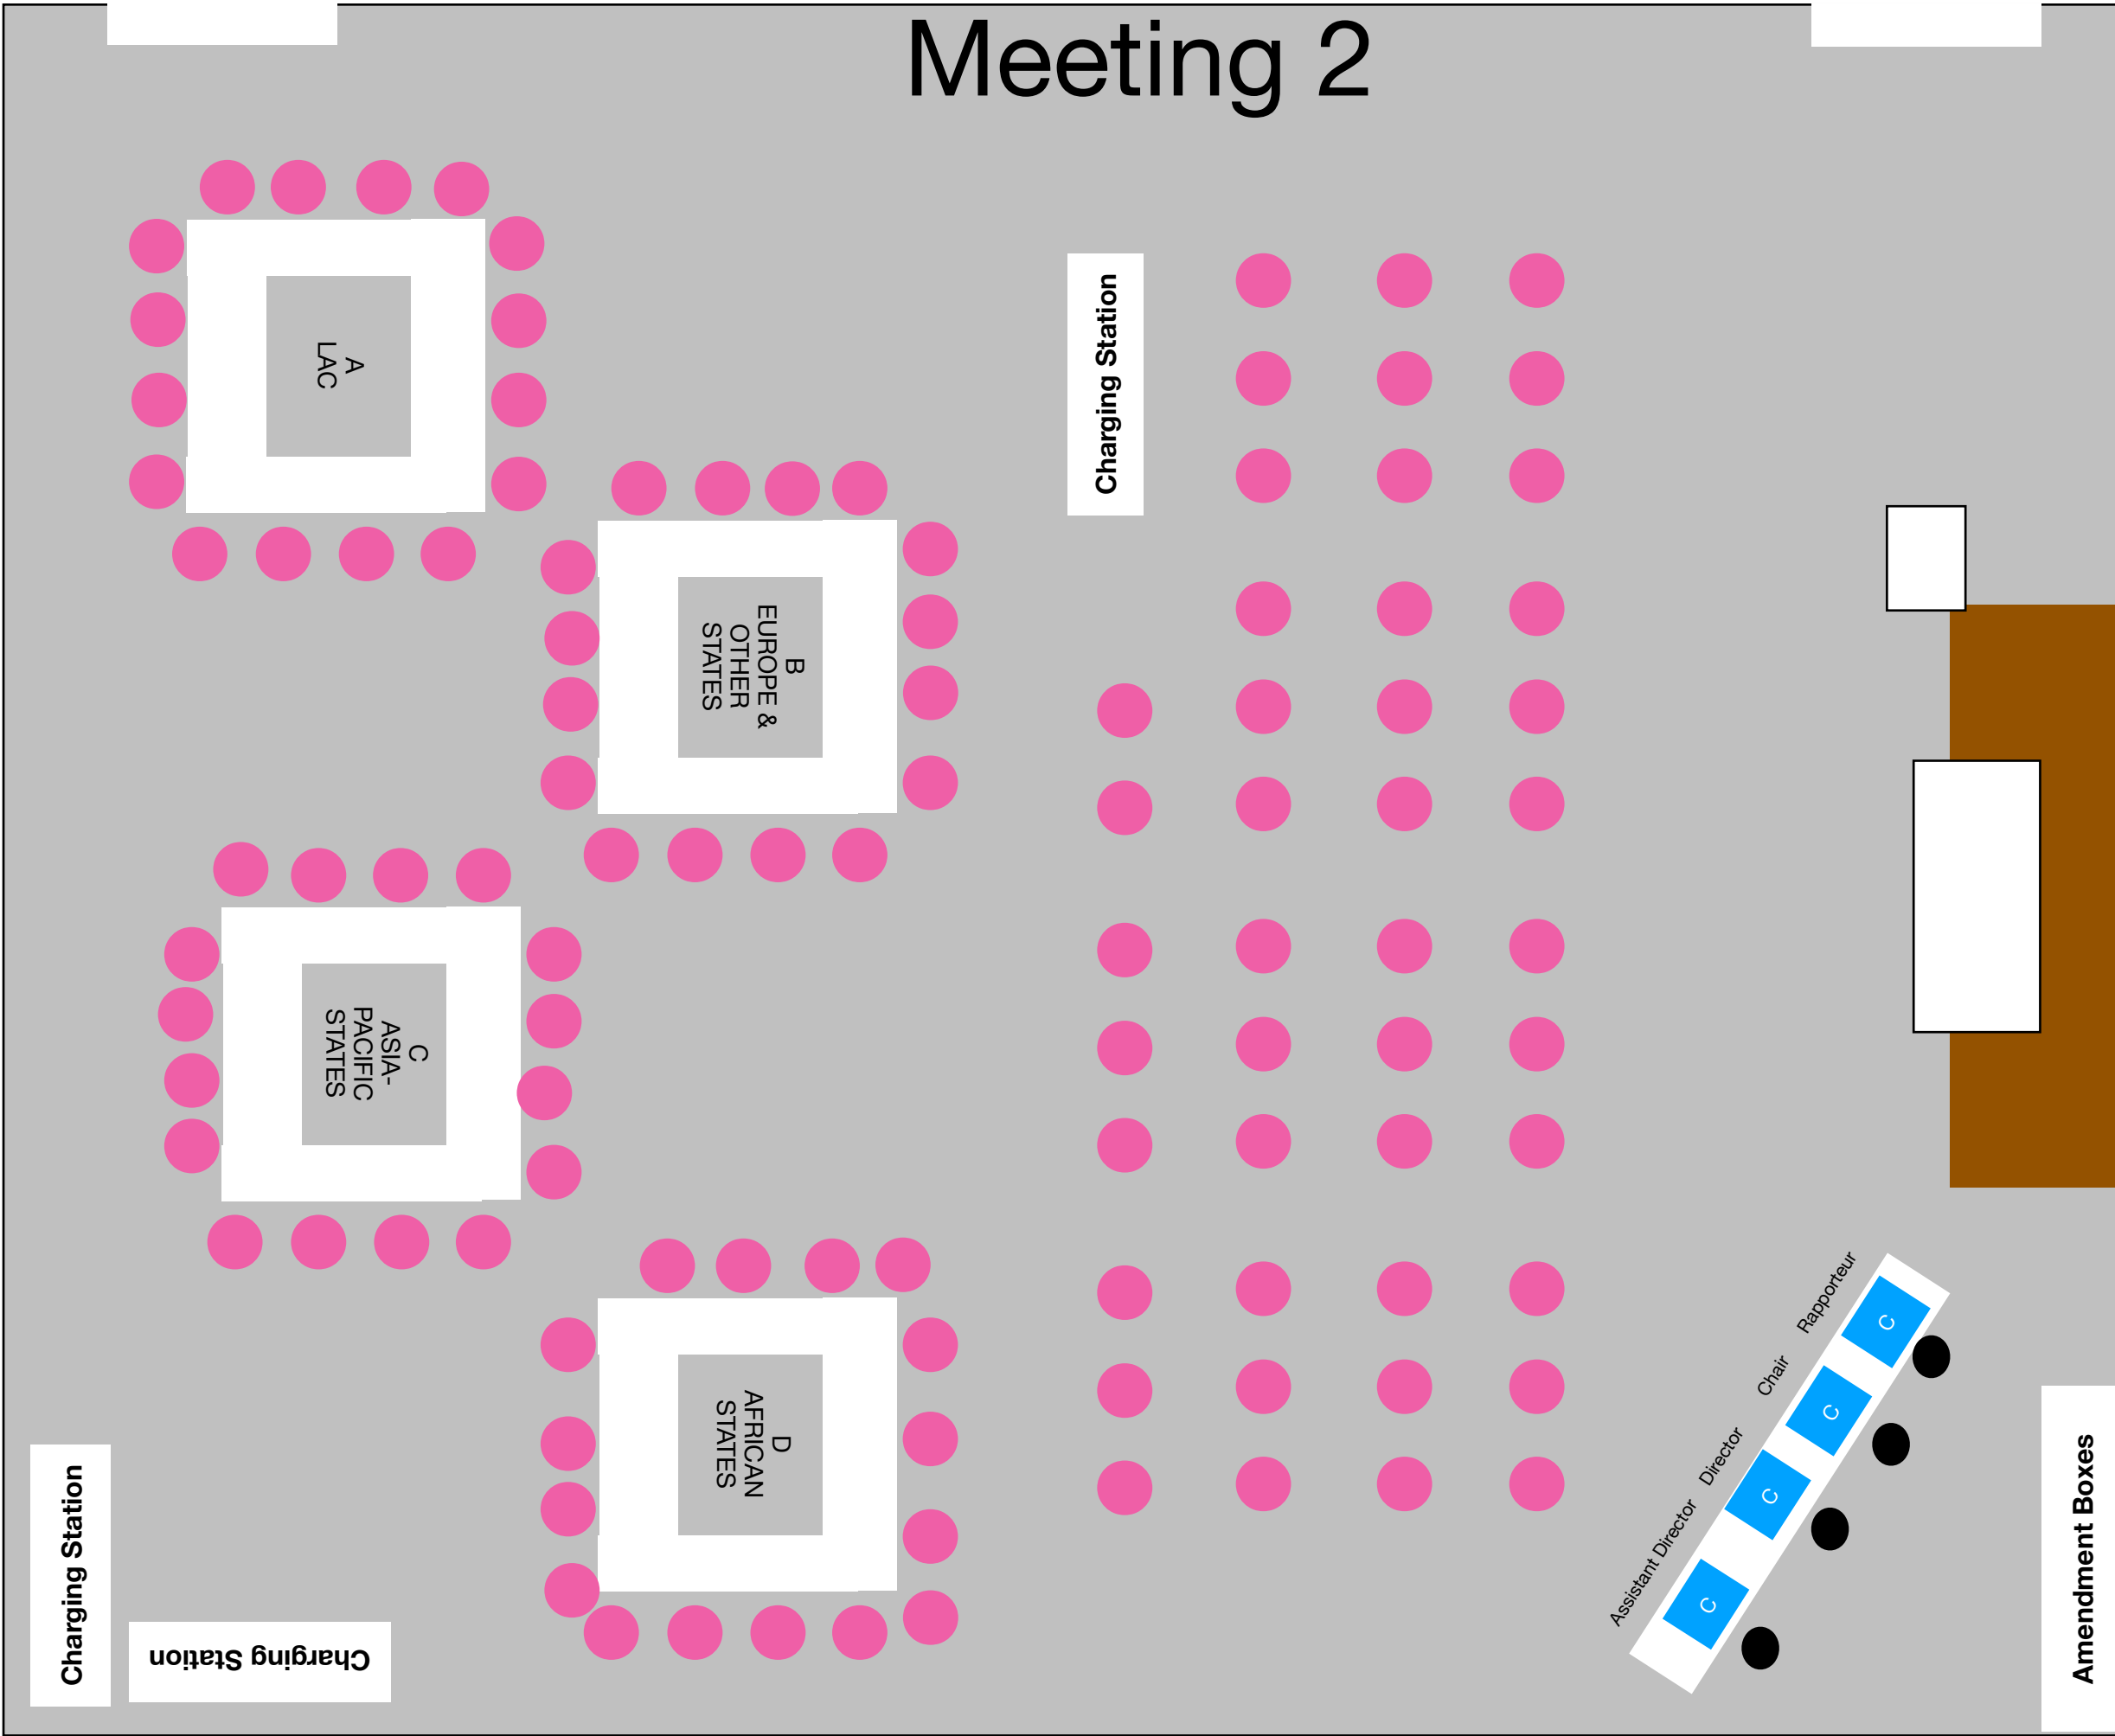 Meeting 2
A
LAC
Charging Station
B
EUROPE &
OTHER
STATES
C
ASIA-
PACIFIC
STATES
D
AFRICAN
STATES
Rapporteur
Chair
Director
Assistant Director
C
C
C
C
Charging Station
Charging Station
Amendment Boxes